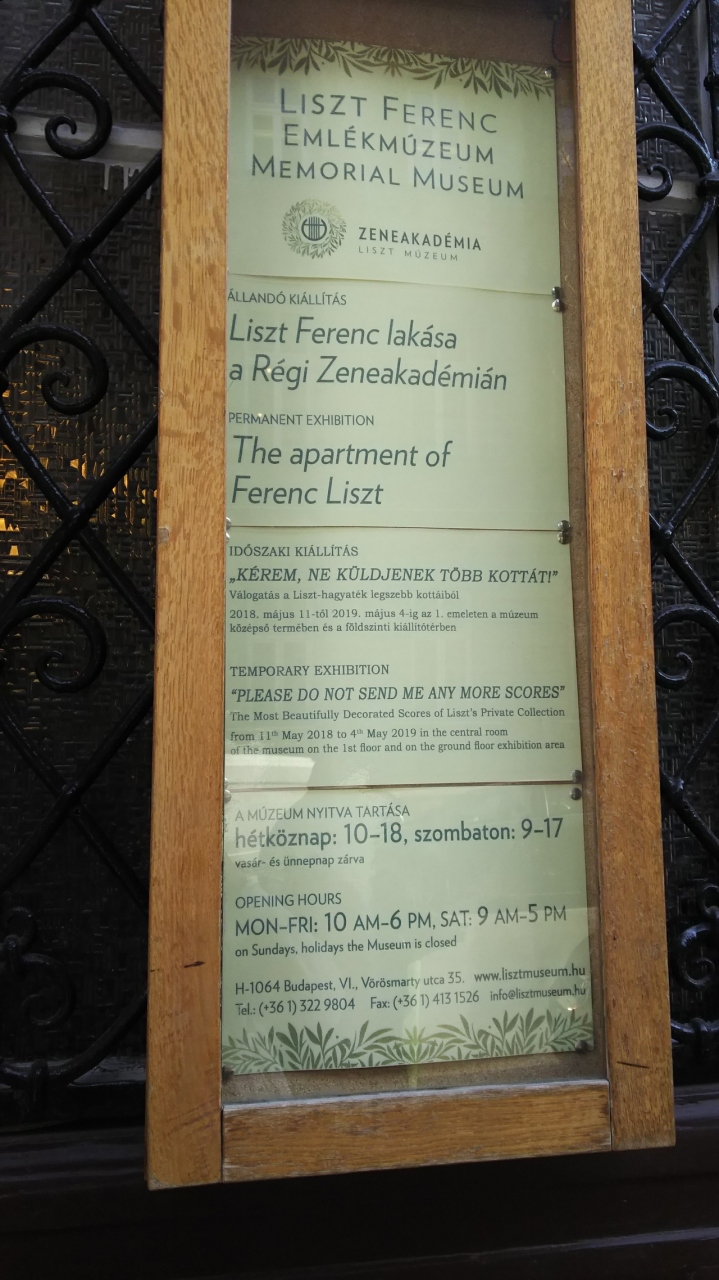 LISZT FERENC
EMLÉKMÚZEUM
MEMORIAL MUSEUM
ZENEAKADÉMIA
LISZT MÚZEUM
ÁLLANDÓ KIÁLLÍTÁS
Liszt Ferenc lakása
a Régi Zeneakadémián
PERMANENT EXHIBITION
The apartment of
Ferenc Liszt
IDŐSZAKI KIÁLLÍTÁS
„KÉREM, NE KÜLDJENEK TÖBB KOTTÁT!”
Válogatás a Liszt-hagyaték legszebb kottáiból
2018. május 11-től 2019. május 4-ig az 1. emeleten a múzeum
középső termében és a földszinti kiállítótérben
TEMPORARY EXHIBITION
“PLEASE DO NOT SEND ME ANY MORE SCORES”
The Most Beautifully Decorated Scores of Liszt’s Private Collection
from 11th May 2018 to 4th May 2019 in the central room
of the museum on the 1st floor and on the ground floor exhibition area
A MÚZEUM NYITVA TARTÁSA
hétköznap: 10–18, szombaton: 9–17
vasár- és ünnepnap zárva
OPENING HOURS
MON–FRI: 10 AM–6 PM, SAT: 9 AM–5 PM
on Sundays, holidays the Museum is closed
H-1064 Budapest, VI., Vörösmarty utca 35. www.lisztmuseum.hu
Tel.: (+36 1) 322 9804 Fax: (+36 1) 413 1526 info@lisztmuseum.hu